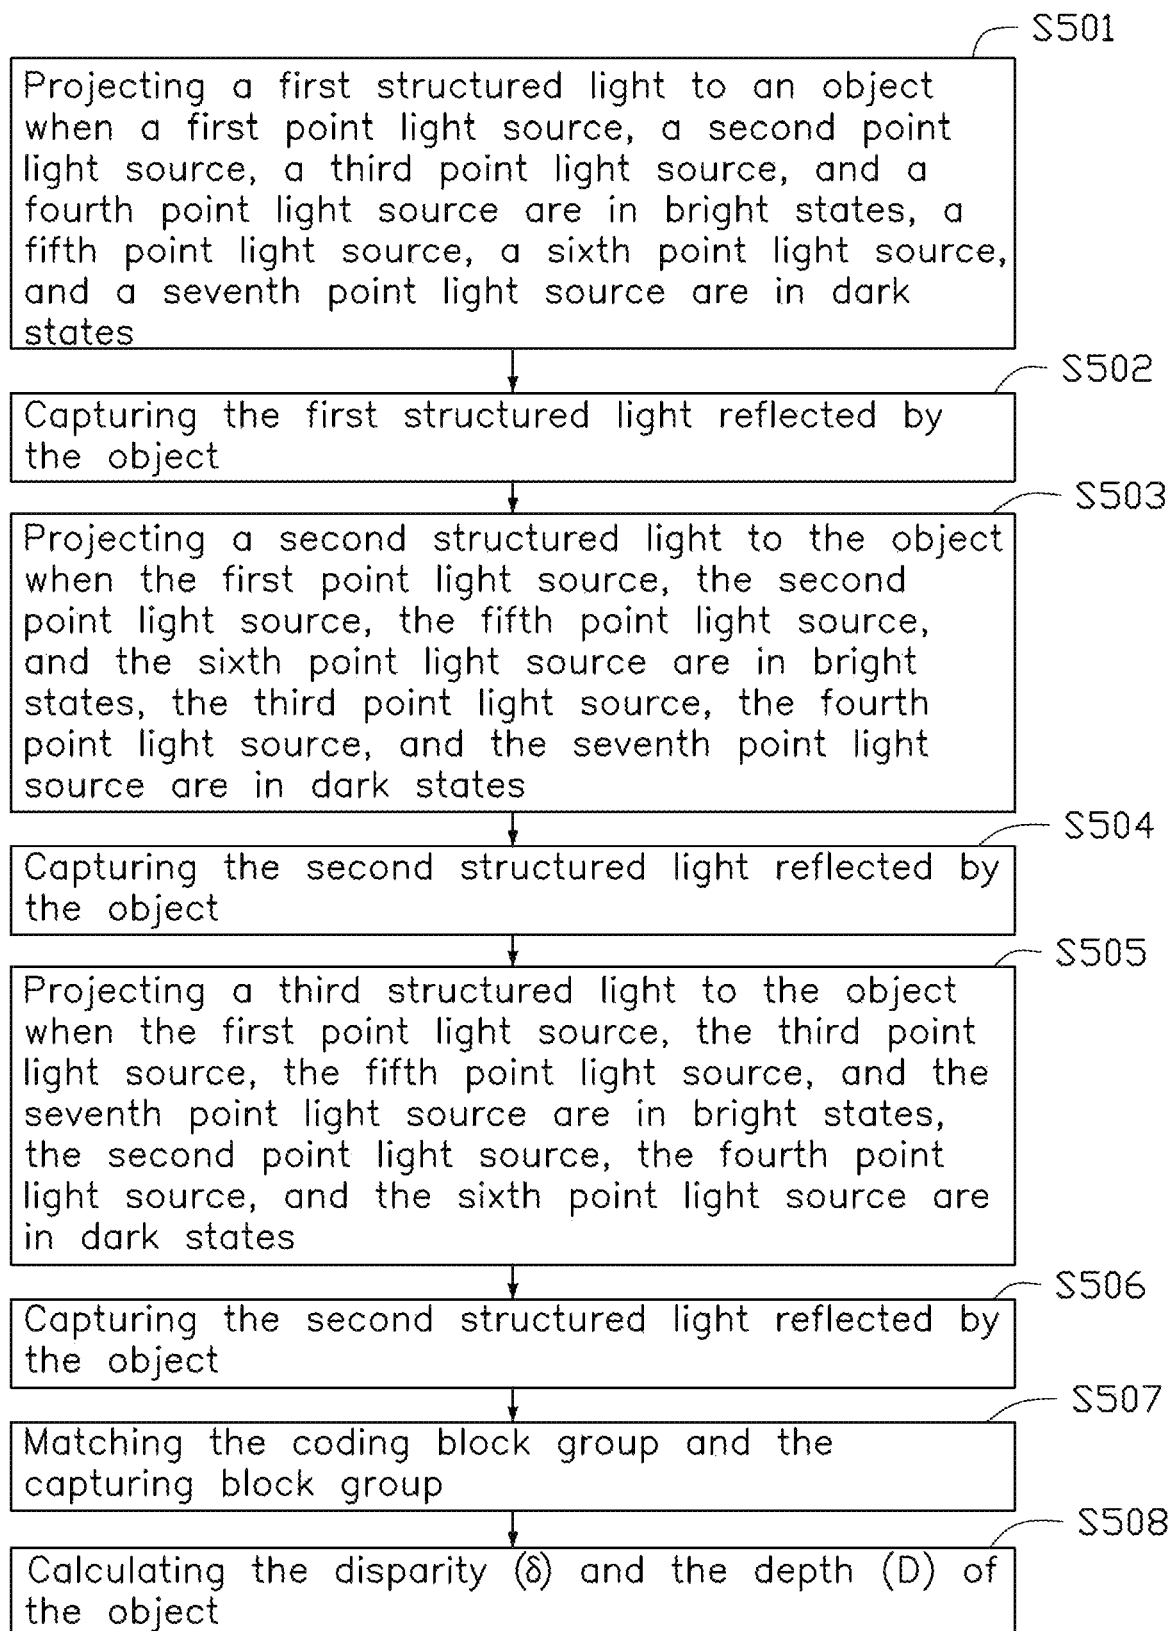 S501
Projecting a first structured light to an object
when a first point light source, a second point
light source, a third point light source, and a
fourth point light source are in bright states, a
fifth point light source, a sixth point light source,
and a seventh point light source are in dark
states
S502
Capturing the first structured light reflected by
the object
S503
Projecting a second structured light to the object
when the first point light source, the second
point light source, the fifth point light source,
and the sixth point light source are in bright
states, the third point light source, the fourth
point light source, and the seventh point light
source are in dark states
S504
Capturing the second structured light reflected by
the object
S505
Projecting a third structured light to the object
when the first point light source, the third point
light source, the fifth point light source, and the
seventh point light source are in bright states,
the second point light source, the fourth point
light source, and the sixth point light source are
in dark states
S506
Capturing the second structured light reflected by
the object
S507
Matching the coding block group and the
capturing block group
S508
Calculating the disparity (δ) and the depth (D) of
the object